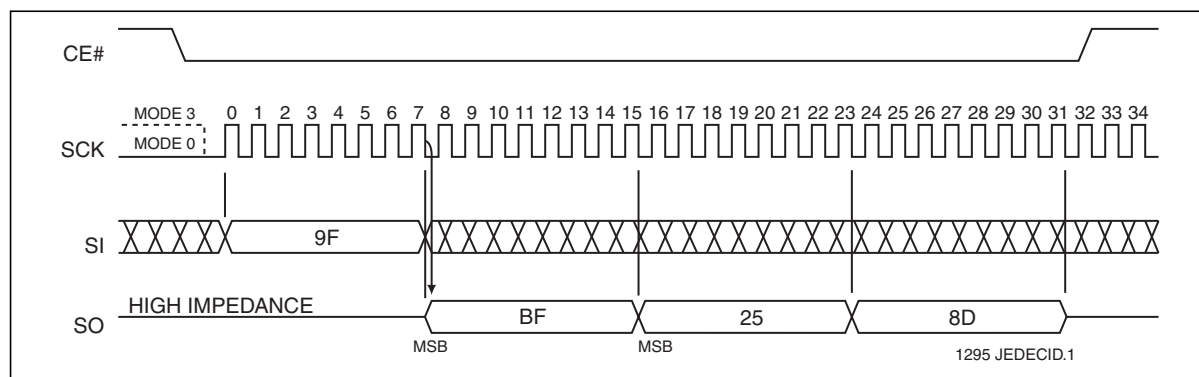 CE#
MODE 3
0 1 2 3 4 5 6 7 8 9 10 11 12 13 14 15 16 17 18 19 20 21 22 23 24 25 26 27 28 29 30 31 32 33 34
SCK
MODE 0
SI
9F
HIGH IMPEDANCE
SO
BF
25
8D
MSB
MSB
1295 JEDECID.1